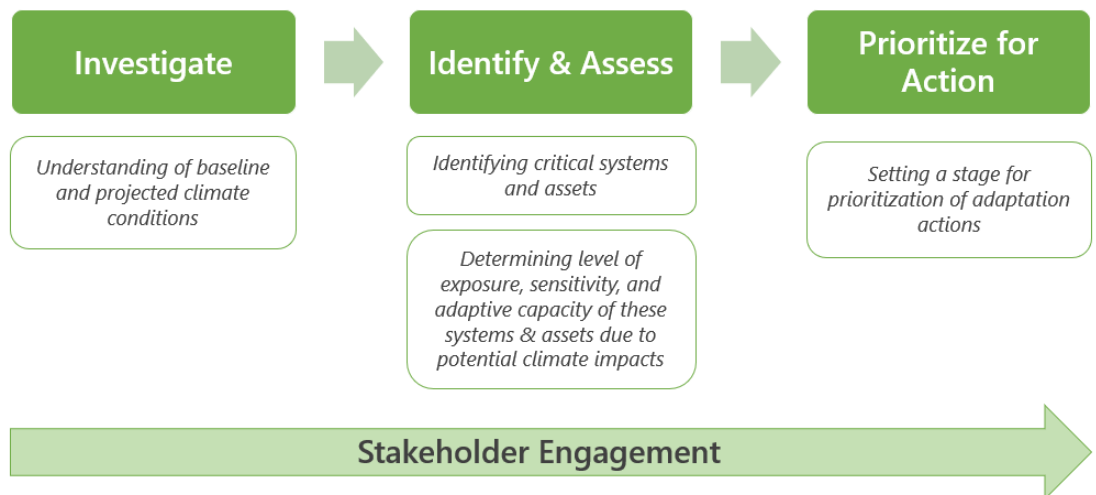 Investigate
Understanding of baseline
and projected climate
conditions
Identify & Assess
Identifying critical systems
and assets
Determining level of
exposure, sensitivity, and
adaptive capacity of these
systems & assets due to
potential climate impacts
Prioritize for
Action
Setting a stage for
prioritization of adaptation
actions
Stakeholder Engagement